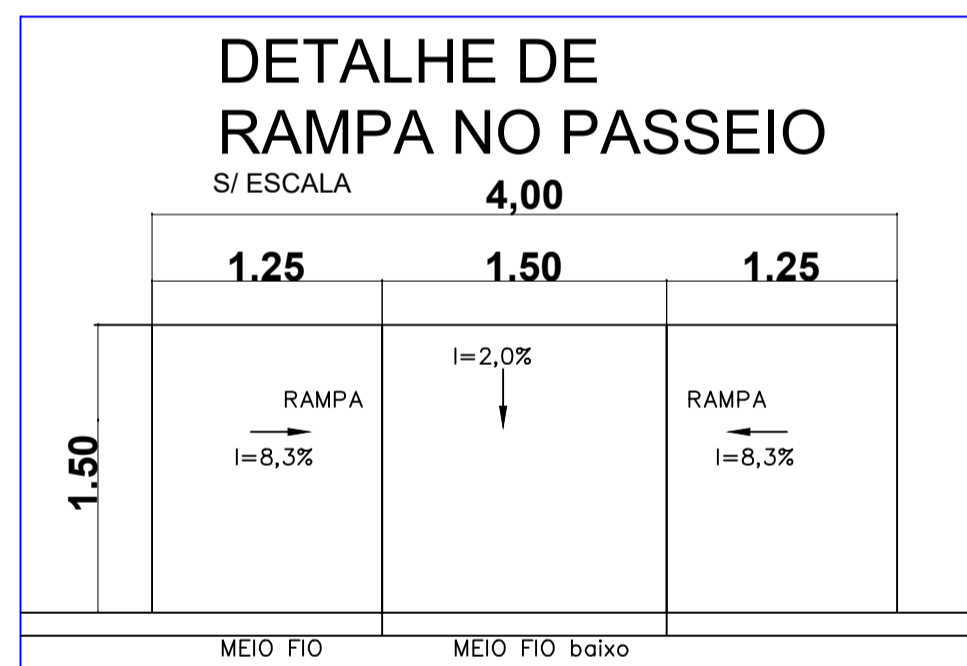 DETALHE DE
RAMPA NO PASSEIO
S/ ESCALA
4,00
1.25 1.50 1.25
I=2,0%
RAMPA RAMPA
I=8,3% I=8,3%
1.50
MEIO FIO MEIO FIO baixo